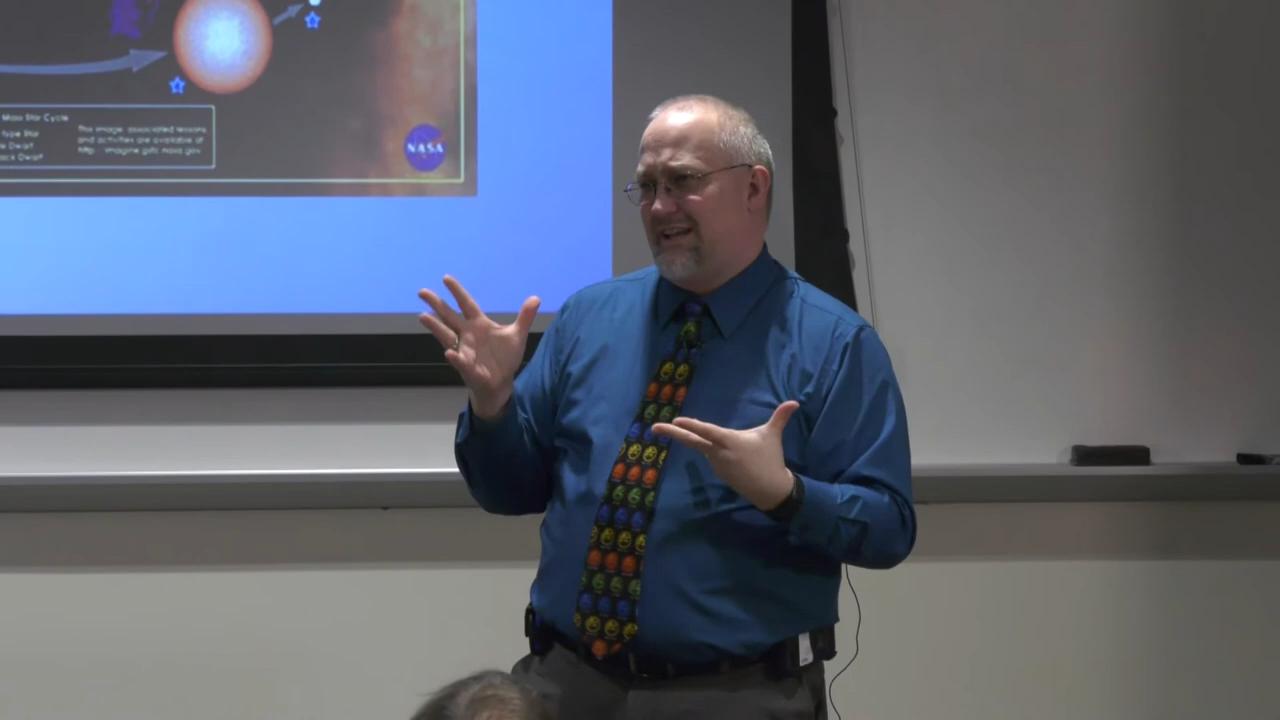 Mass Star Cycle
type Star
Dwarf
ack Dwarf
This image, associated lessons,
and activities are available at
http imagine.gsfc.nasa.gov
NASA